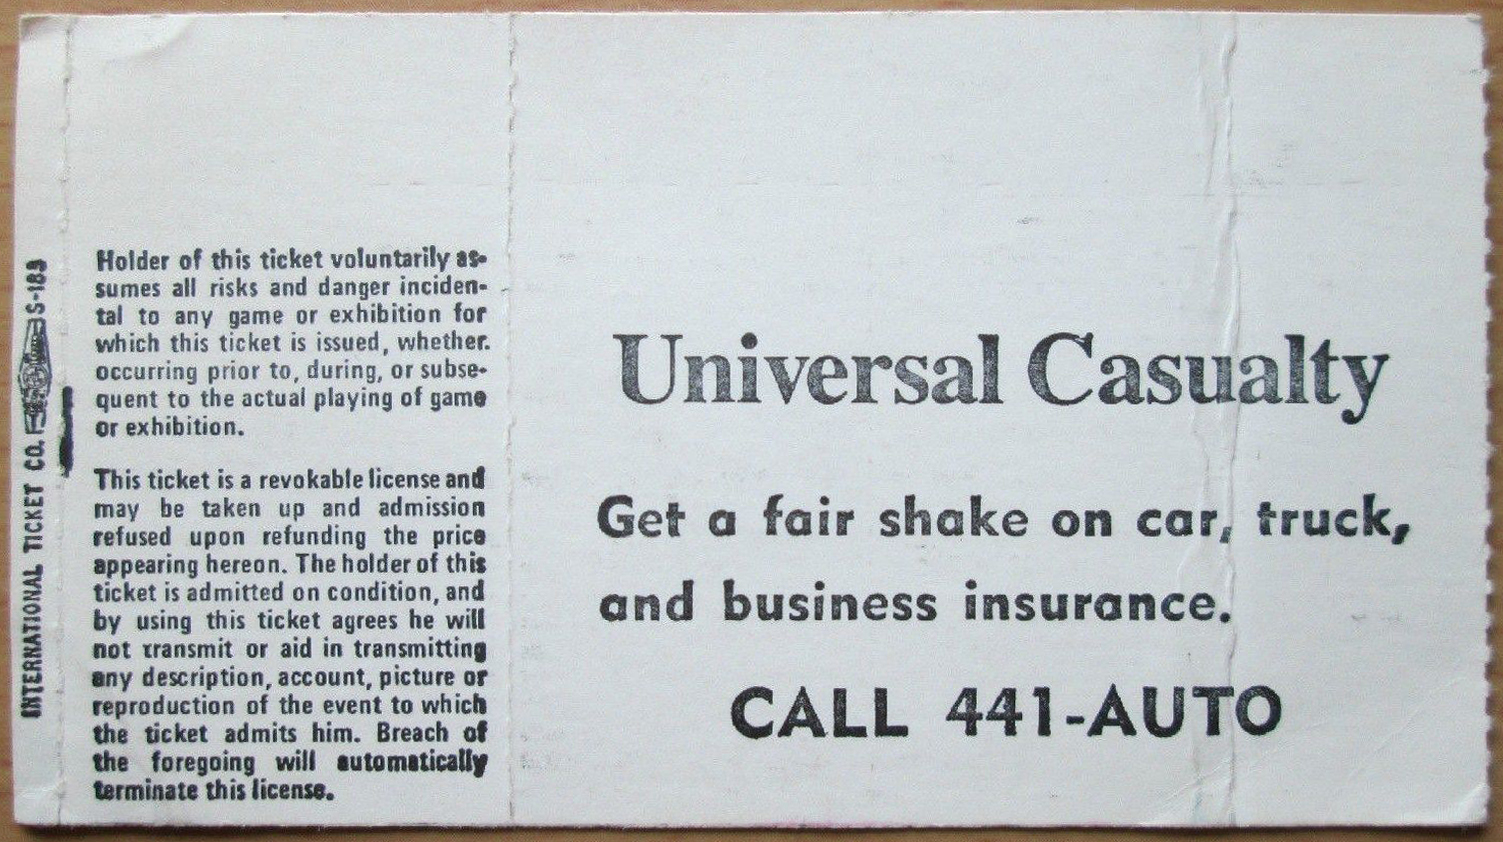 INTERNATIONAL TICKET CO. S-183
Holder of this ticket voluntarily as-
sumes all risks and danger inciden-
tal to any game or exhibition for
which this ticket is issued, whether.
occurring prior to, during, or subse-
quent to the actual playing of game
or exhibition.
This ticket is a revokable license and
may be taken up and admission
refused upon refunding the price
appearing hereon. The holder of this
ticket is admitted on condition, and
by using this ticket agrees he will
not transmit or aid in transmitting
any description, account, picture or
reproduction of the event to which
the ticket admits him. Breach of
the foregoing will automatically
terminate this license.
Universal Casualty
Get a fair shake on car, truck,
and business insurance.
CALL 441-AUTO